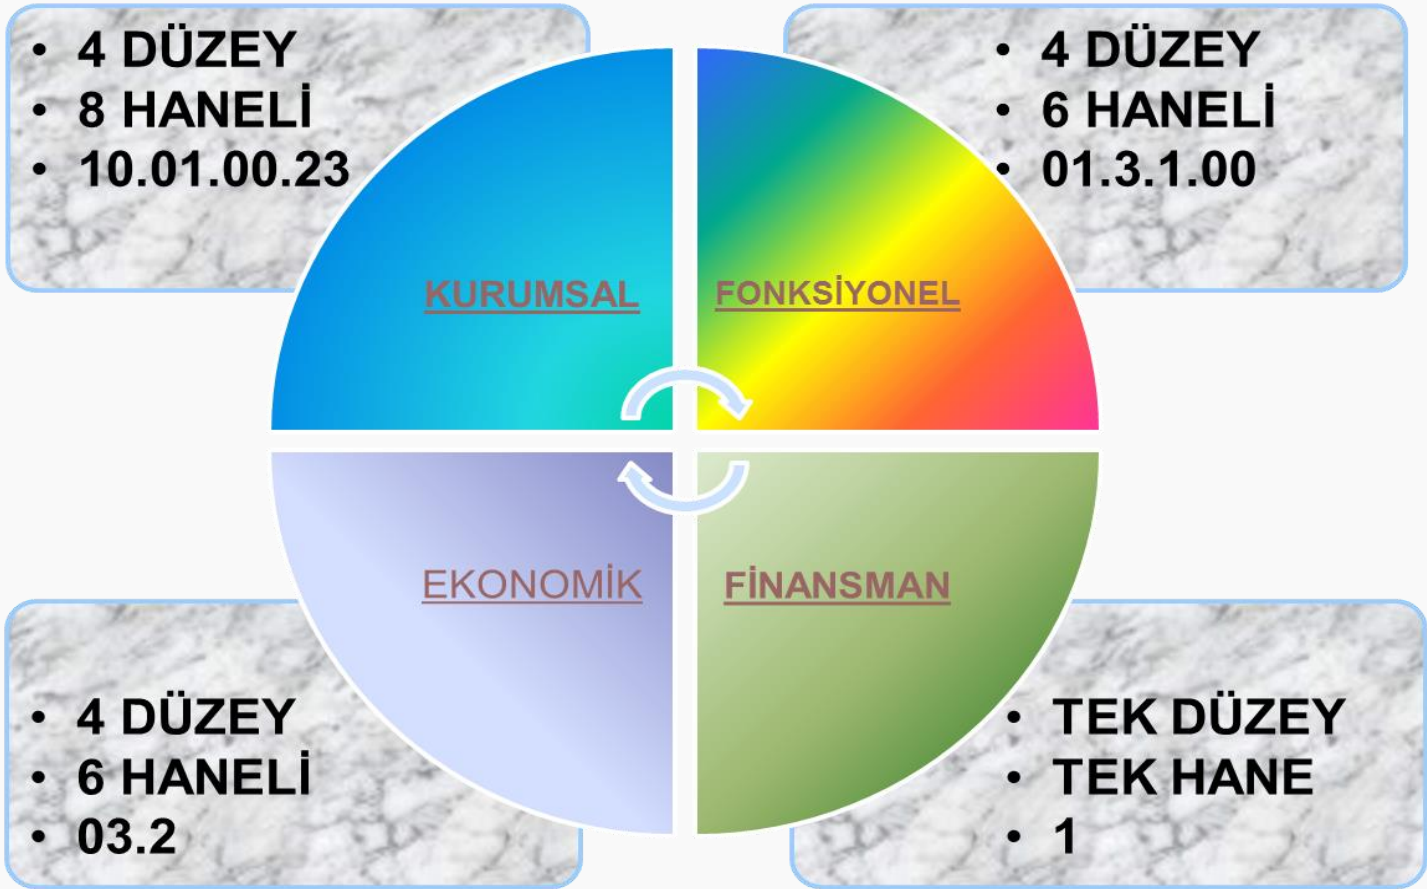 • 4 DÜZEY
• 8 HANELİ
• 10.01.00.23
• 4 DÜZEY
• 6 HANELİ
• 01.3.1.00
KURUMSAL
FONKSİYONEL
EKONOMİK
FİNANSMAN
• 4 DÜZEY
• 6 HANELİ
• 03.2
• TEK DÜZEY
• TEK HANE
• 1